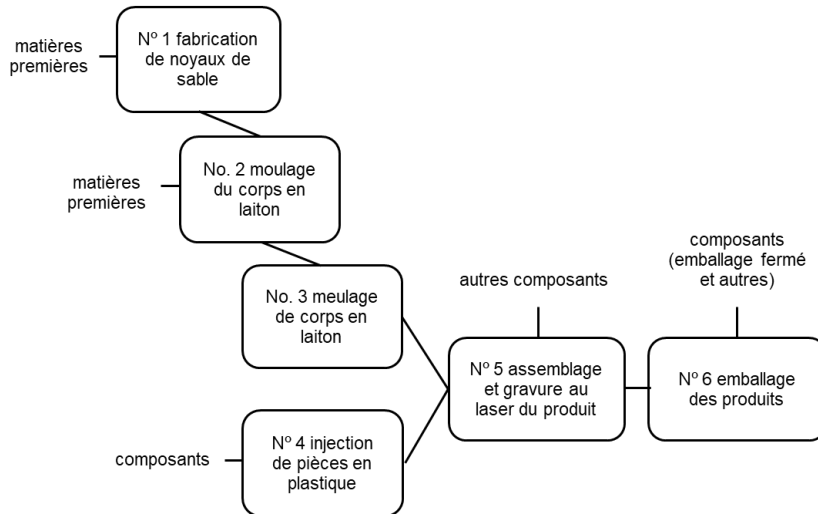 matières
premières
Nº 1 fabrication
de noyaux de
sable
matières
premières
No. 2 moulage
du corps en
laiton
No. 3 meulage
de corps en
laiton
composants
Nº 4 injection
de pièces en
plastique
autres composants
Nº 5 assemblage
et gravure au
laser du produit
composants
(emballage fermé
et autres)
Nº 6 emballage
des produits